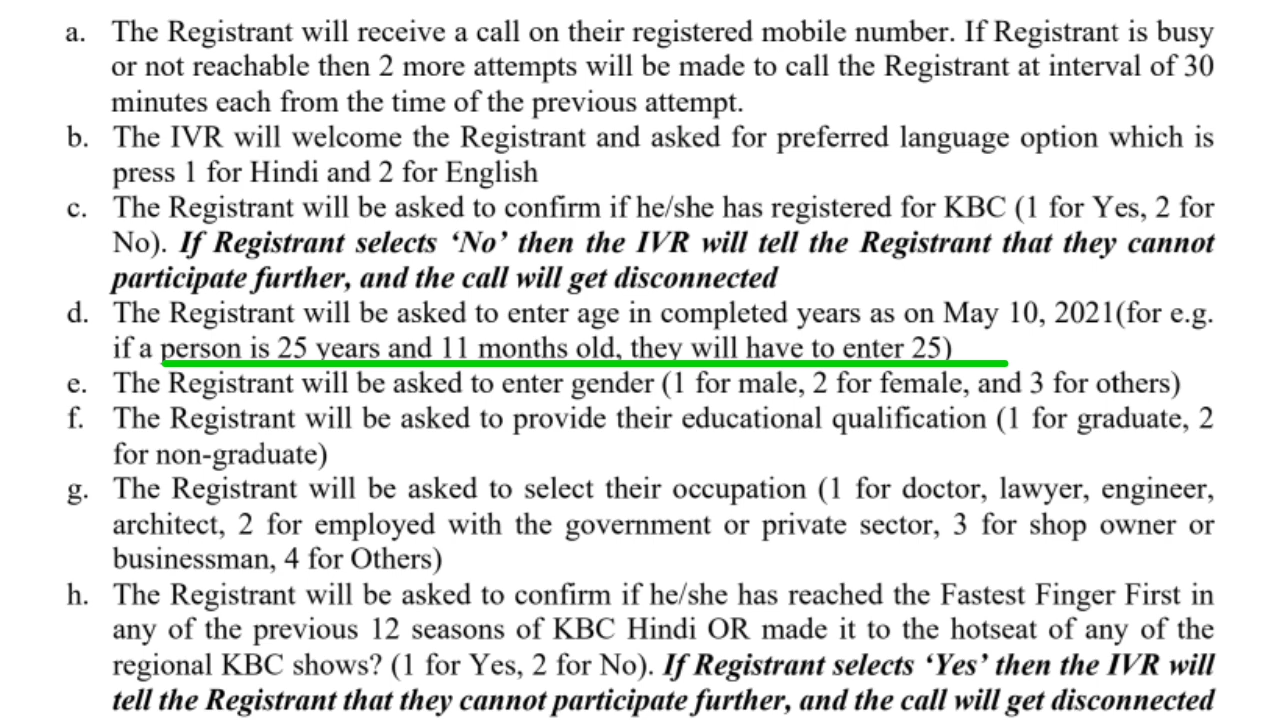 a. The Registrant will receive a call on their registered mobile number. If Registrant is busy
or not reachable then 2 more attempts will be made to call the Registrant at interval of 30
minutes each from the time of the previous attempt.
b. The IVR will welcome the Registrant and asked for preferred language option which is
press 1 for Hindi and 2 for English
c. The Registrant will be asked to confirm if he/she has registered for KBC (1 for Yes, 2 for
No). If Registrant selects ‘No’ then the IVR will tell the Registrant that they cannot
participate further, and the call will get disconnected
d. The Registrant will be asked to enter age in completed years as on May 10, 2021(for e.g.
if a person is 25 years and 11 months old, they will have to enter 25)
e. The Registrant will be asked to enter gender (1 for male, 2 for female, and 3 for others)
f. The Registrant will be asked to provide their educational qualification (1 for graduate, 2
for non-graduate)
g. The Registrant will be asked to select their occupation (1 for doctor, lawyer, engineer,
architect, 2 for employed with the government or private sector, 3 for shop owner or
businessman, 4 for Others)
h. The Registrant will be asked to confirm if he/she has reached the Fastest Finger First in
any of the previous 12 seasons of KBC Hindi OR made it to the hotseat of any of the
regional KBC shows? (1 for Yes, 2 for No). If Registrant selects ‘Yes’ then the IVR will
tell the Registrant that they cannot participate further, and the call will get disconnected